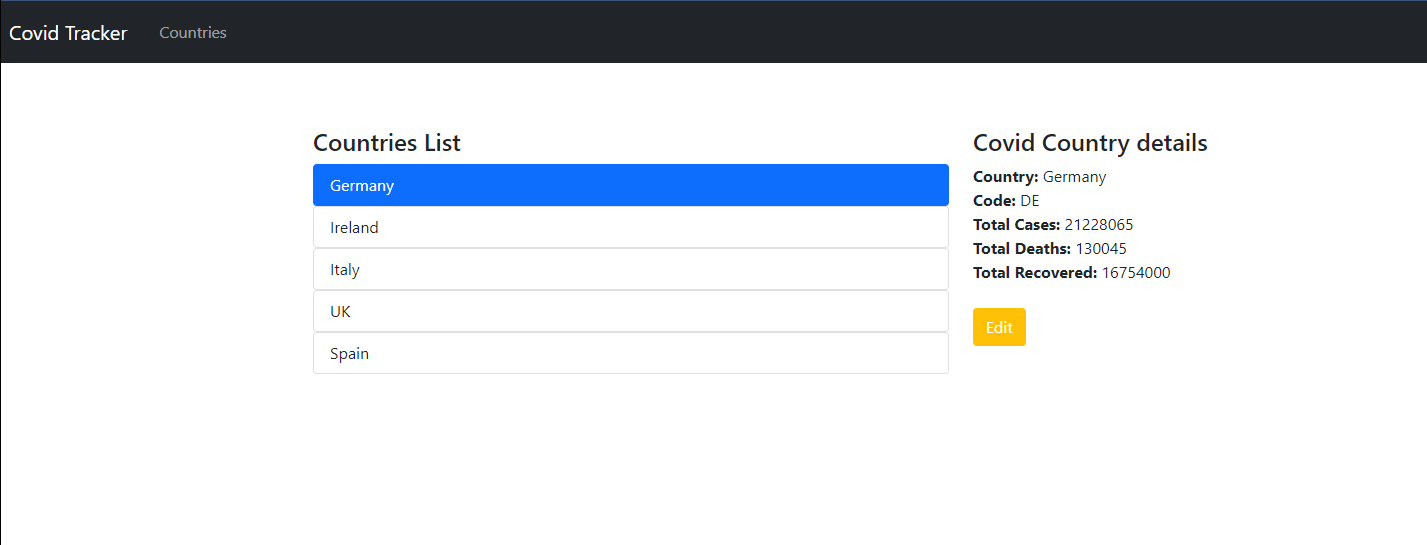 Covid Tracker Countries
Countries List
Germany
Ireland
Italy
UK
Spain
Covid Country details
Country: Germany
Code: DE
Total Cases: 21228065
Total Deaths: 130045
Total Recovered: 16754000
Edit